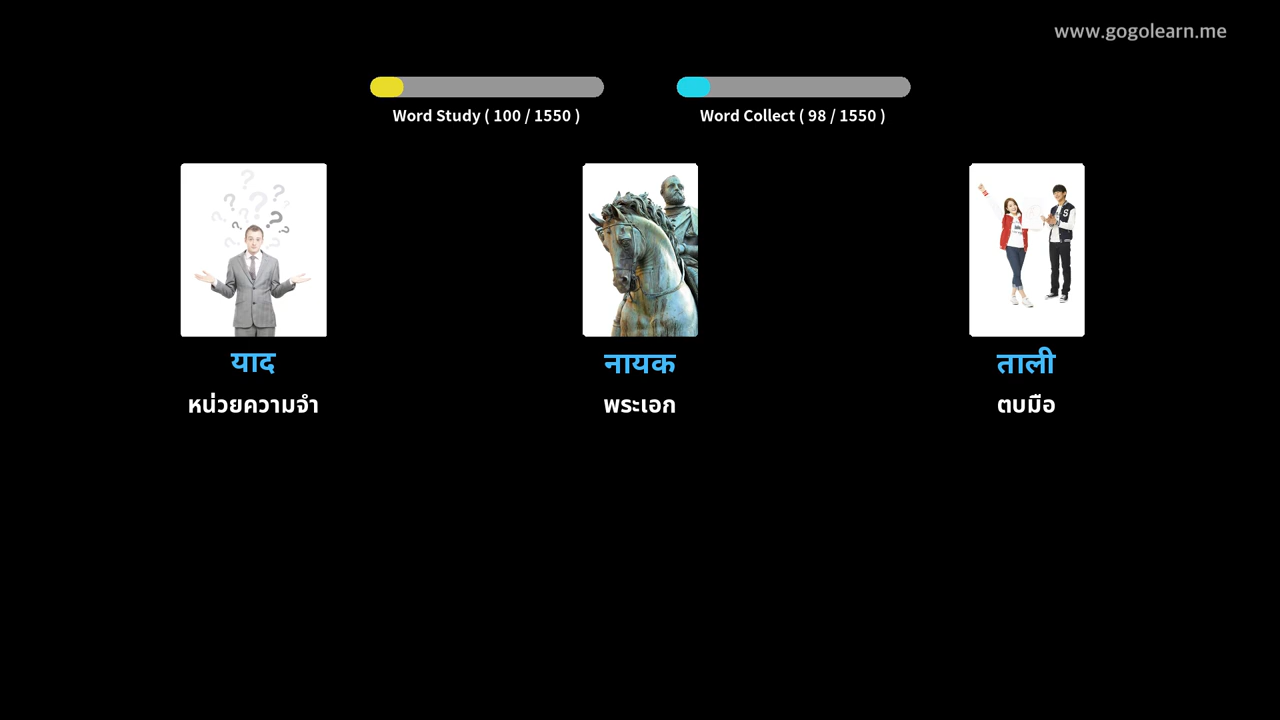 www.gogolearn.me
Word Study ( 100 / 1550 )
Word Collect ( 98 / 1550 )
याद
नायक
ताली
หน่วยความจำ
พระเอก
ตบมือ